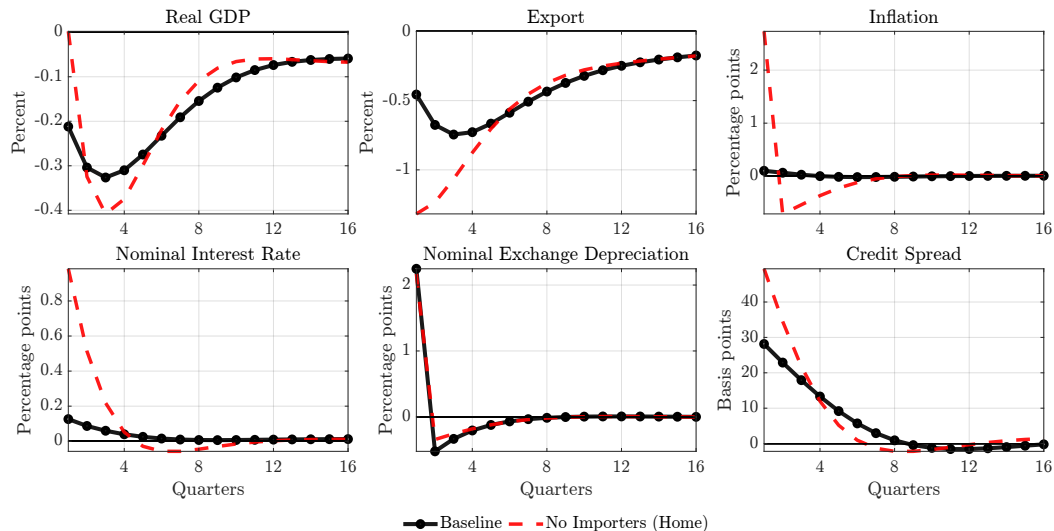 Real GDP
Export
Inflation
Percent
0
-0.1
-0.2
-0.3
-0.4
4
8
12
16
Percent
0
-0.5
-1
4
8
12
16
Percentage points
2
1
0
4
8
12
16
Nominal Interest Rate
Nominal Exchange Depreciation
Credit Spread
Percentage points
0.8
0.6
0.4
0.2
0
4
8
12
16
Quarters
Percentage points
2
1
0
4
8
12
16
Quarters
Basis points
40
30
20
10
0
4
8
12
16
Quarters
Baseline
No Importers (Home)